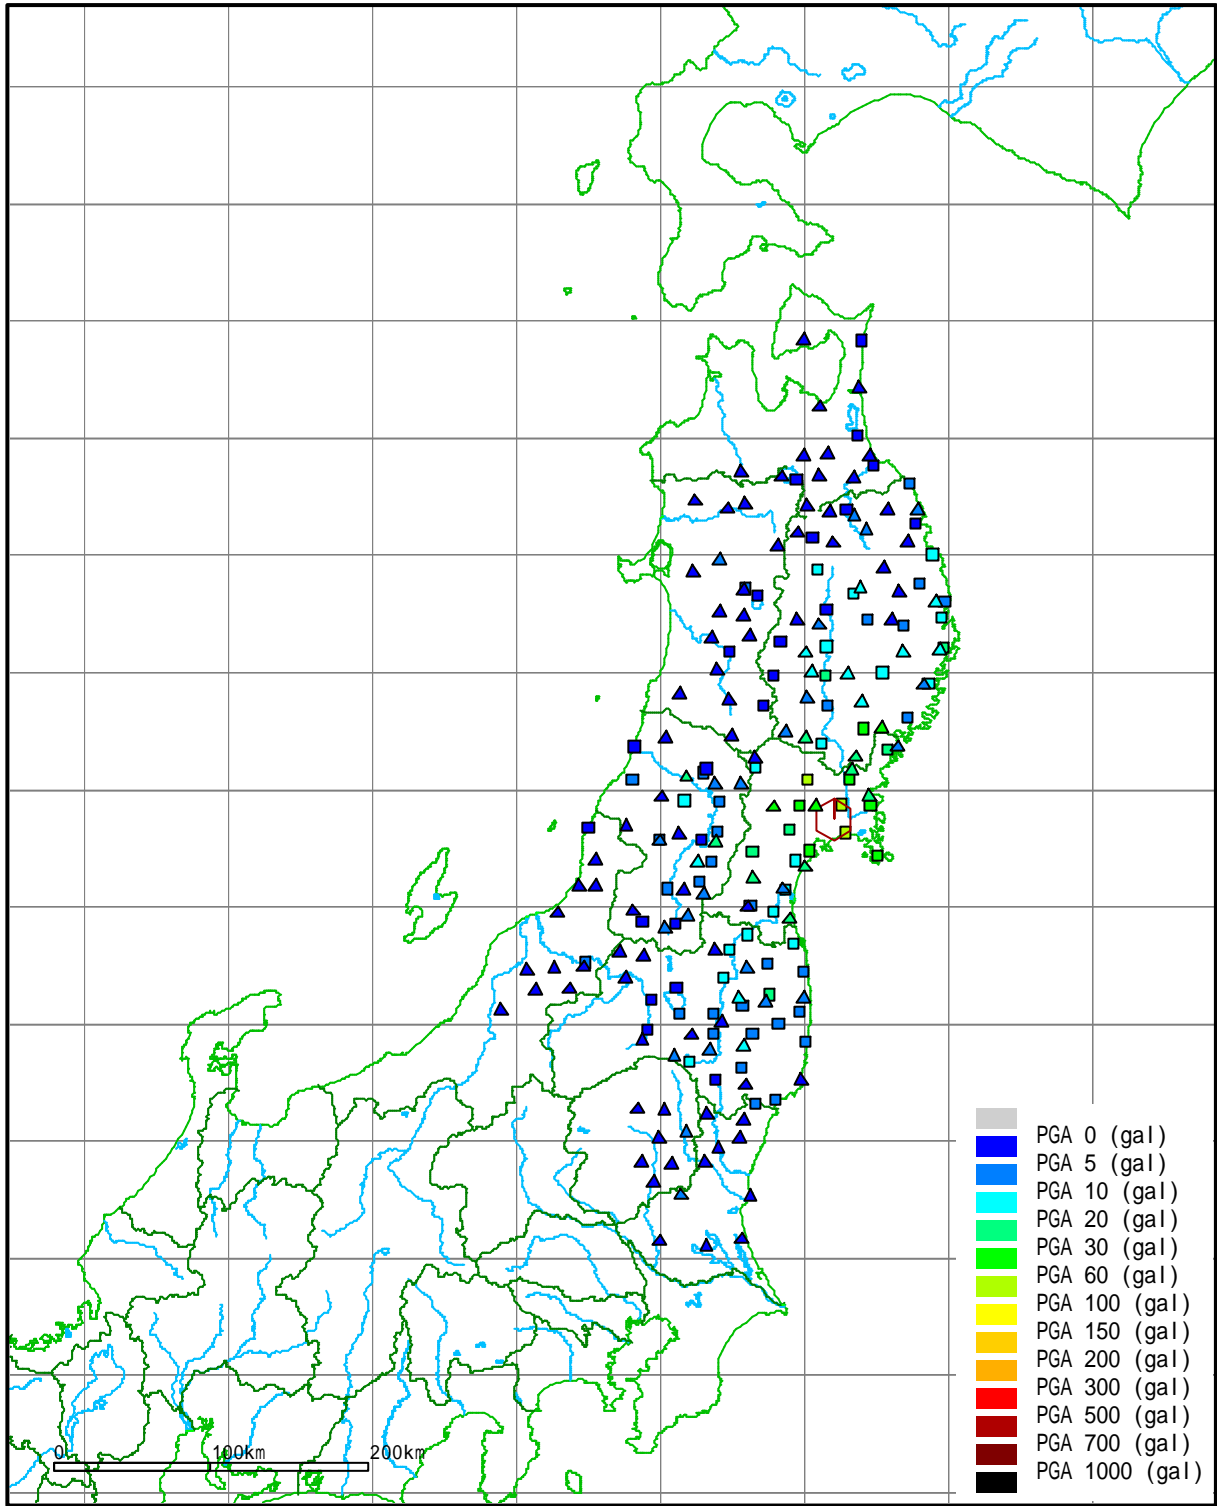 PGA 0 (gal)
PGA 5 (gal)
PGA 10 (gal)
PGA 20 (gal)
PGA 30 (gal)
PGA 60 (gal)
PGA 100 (gal)
PGA 150 (gal)
PGA 200 (gal)
PGA 300 (gal)
PGA 500 (gal)
PGA 700 (gal)
PGA 1000 (gal)
0 100km 200km